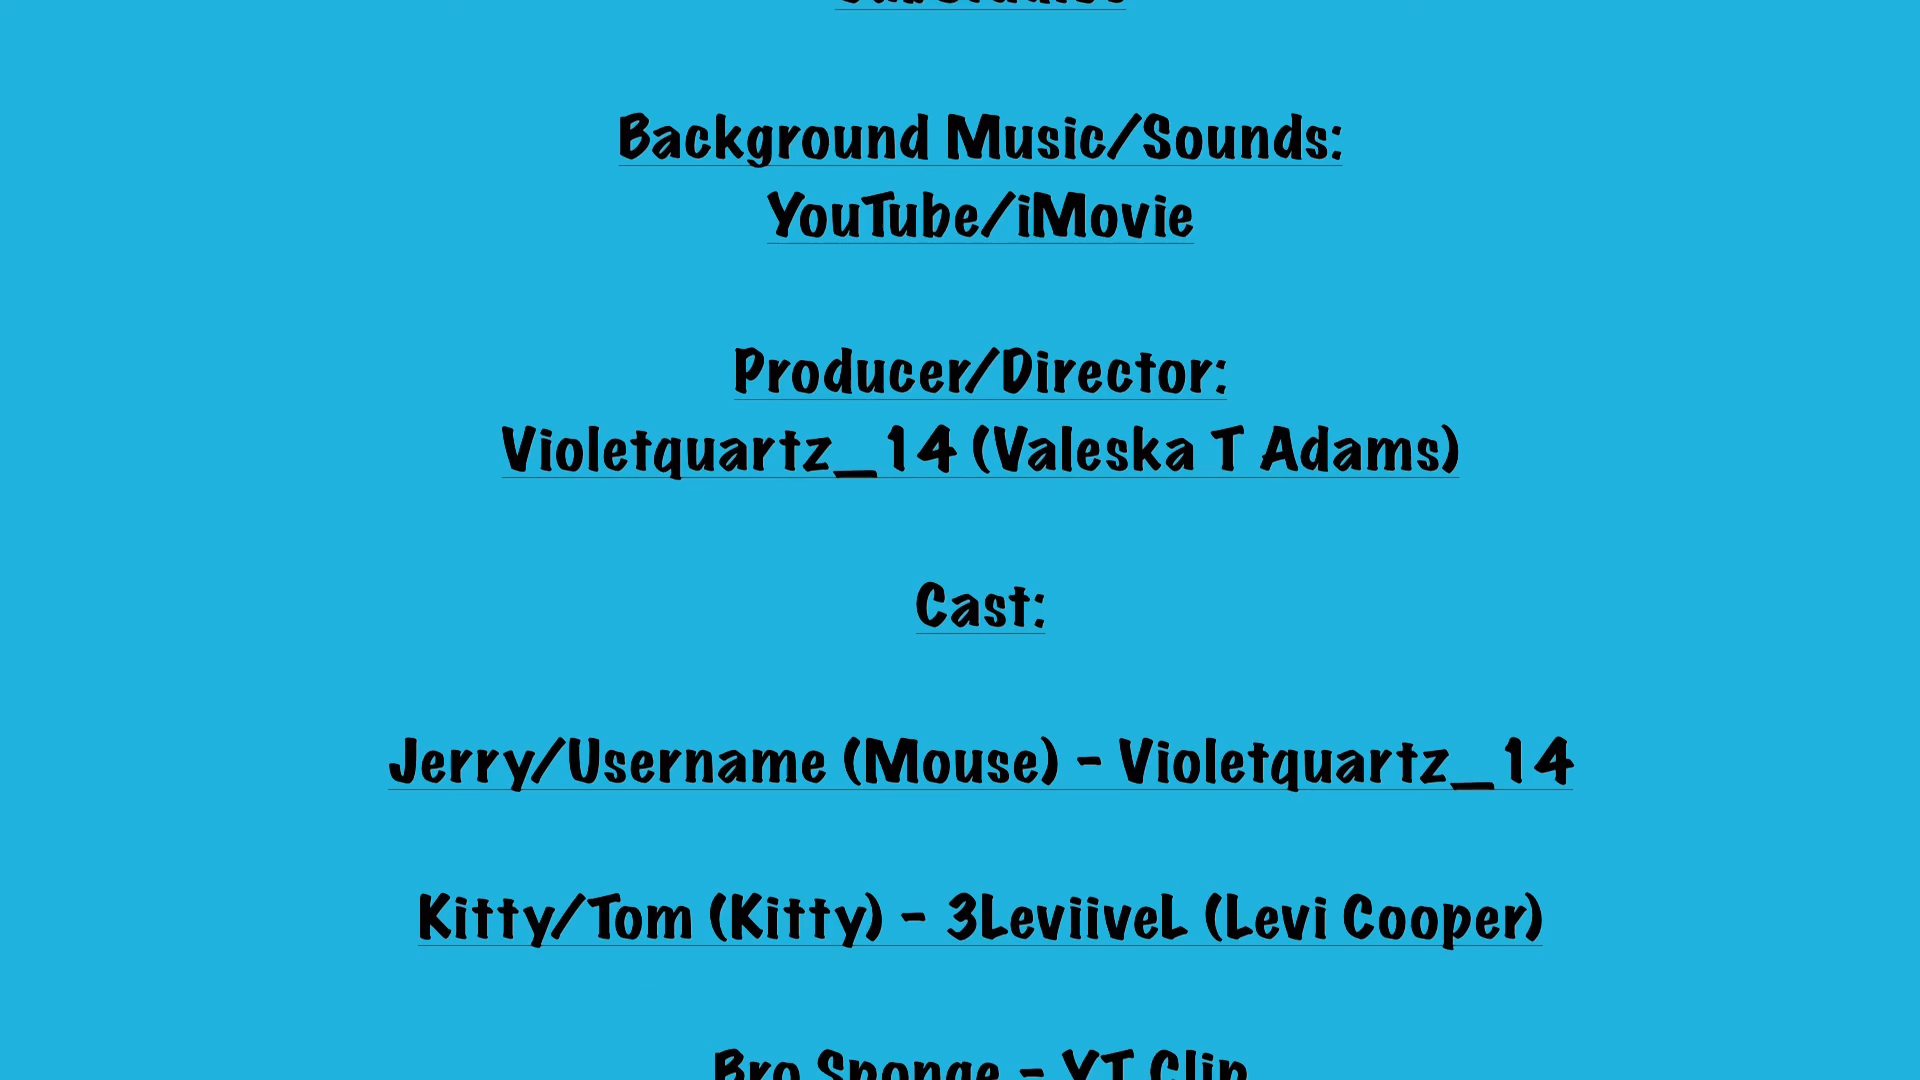 Background Music/Sounds:
YouTube/iMovie
Producer/Director:
Violetquartz_14 (Valeska T Adams)
Cast:
Jerry/Username (Mouse) - Violetquartz_14
Kitty/Tom (Kitty) - 3LeviiveL (Levi Cooper)
Bro Sponge - YT Clip